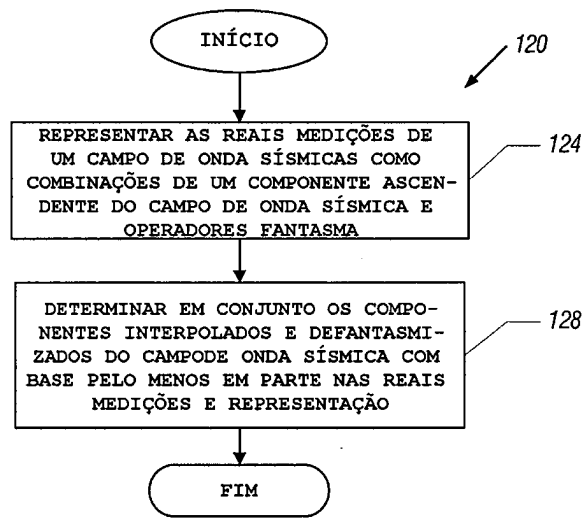 INÍCIO
120
REPRESENTAR AS REAIS MEDIÇÕES DE
UM CAMPO DE ONDA SÍSMICAS COMO
COMBINAÇÕES DE UM COMPONENTE ASCEN-
DENTE DO CAMPO DE ONDA SÍSMICA E
OPERADORES FANTASMA
124
DETERMINAR EM CONJUNTO OS COMPO-
NENTES INTERPOLADOS E DEFANTASMI-
ZADOS DO CAMPODE ONDA SÍSMICA COM
BASE PELO MENOS EM PARTE NAS REAIS
MEDIÇÕES E REPRESENTAÇÃO
128
FIM